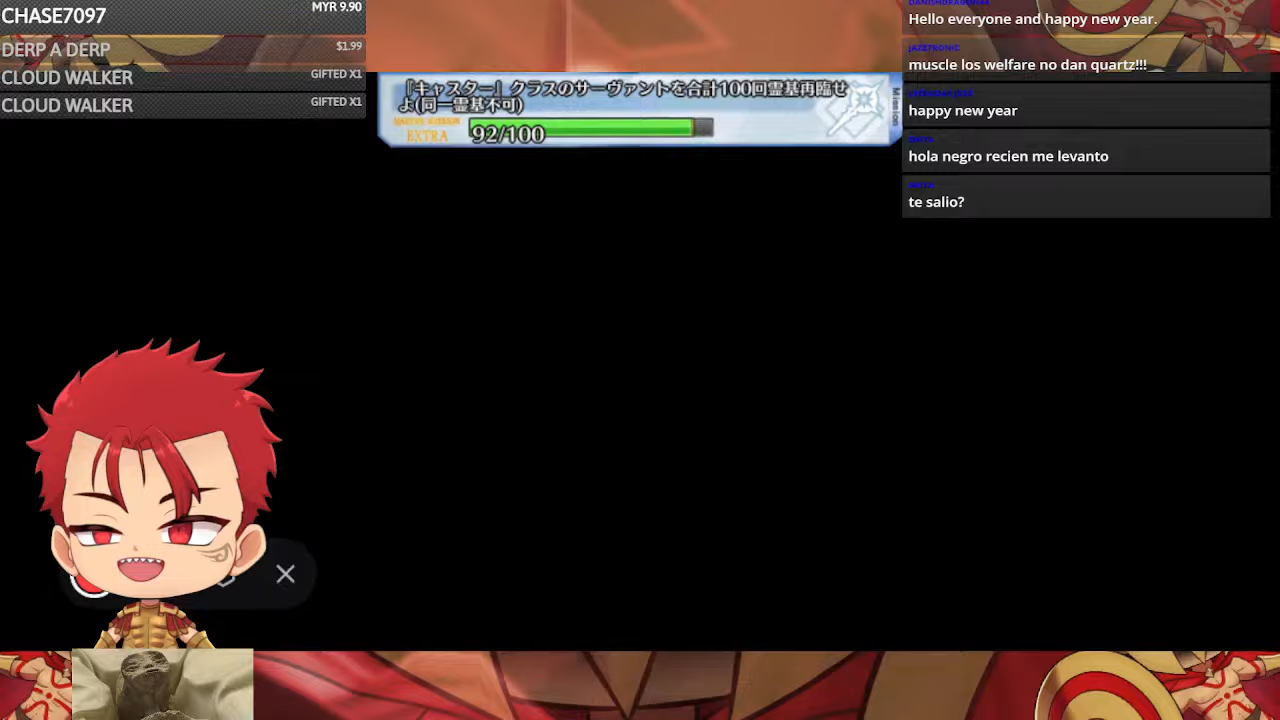 CHASE7097 MYR 9.90
DERP A DERP $1.99
CLOUD WALKER GIFTED X1
CLOUD WALKER GIFTED X1
『キャスター』クラスのサーヴァントを合計100回霊基再臨せ
よ(同一霊基不可)
EXTRA
92/100
Mission
Hello everyone and happy new year.
JAZZTRONIC
muscle los welfare no dan quartz!!!
happy new year
hola negro recien me levanto
te salio?